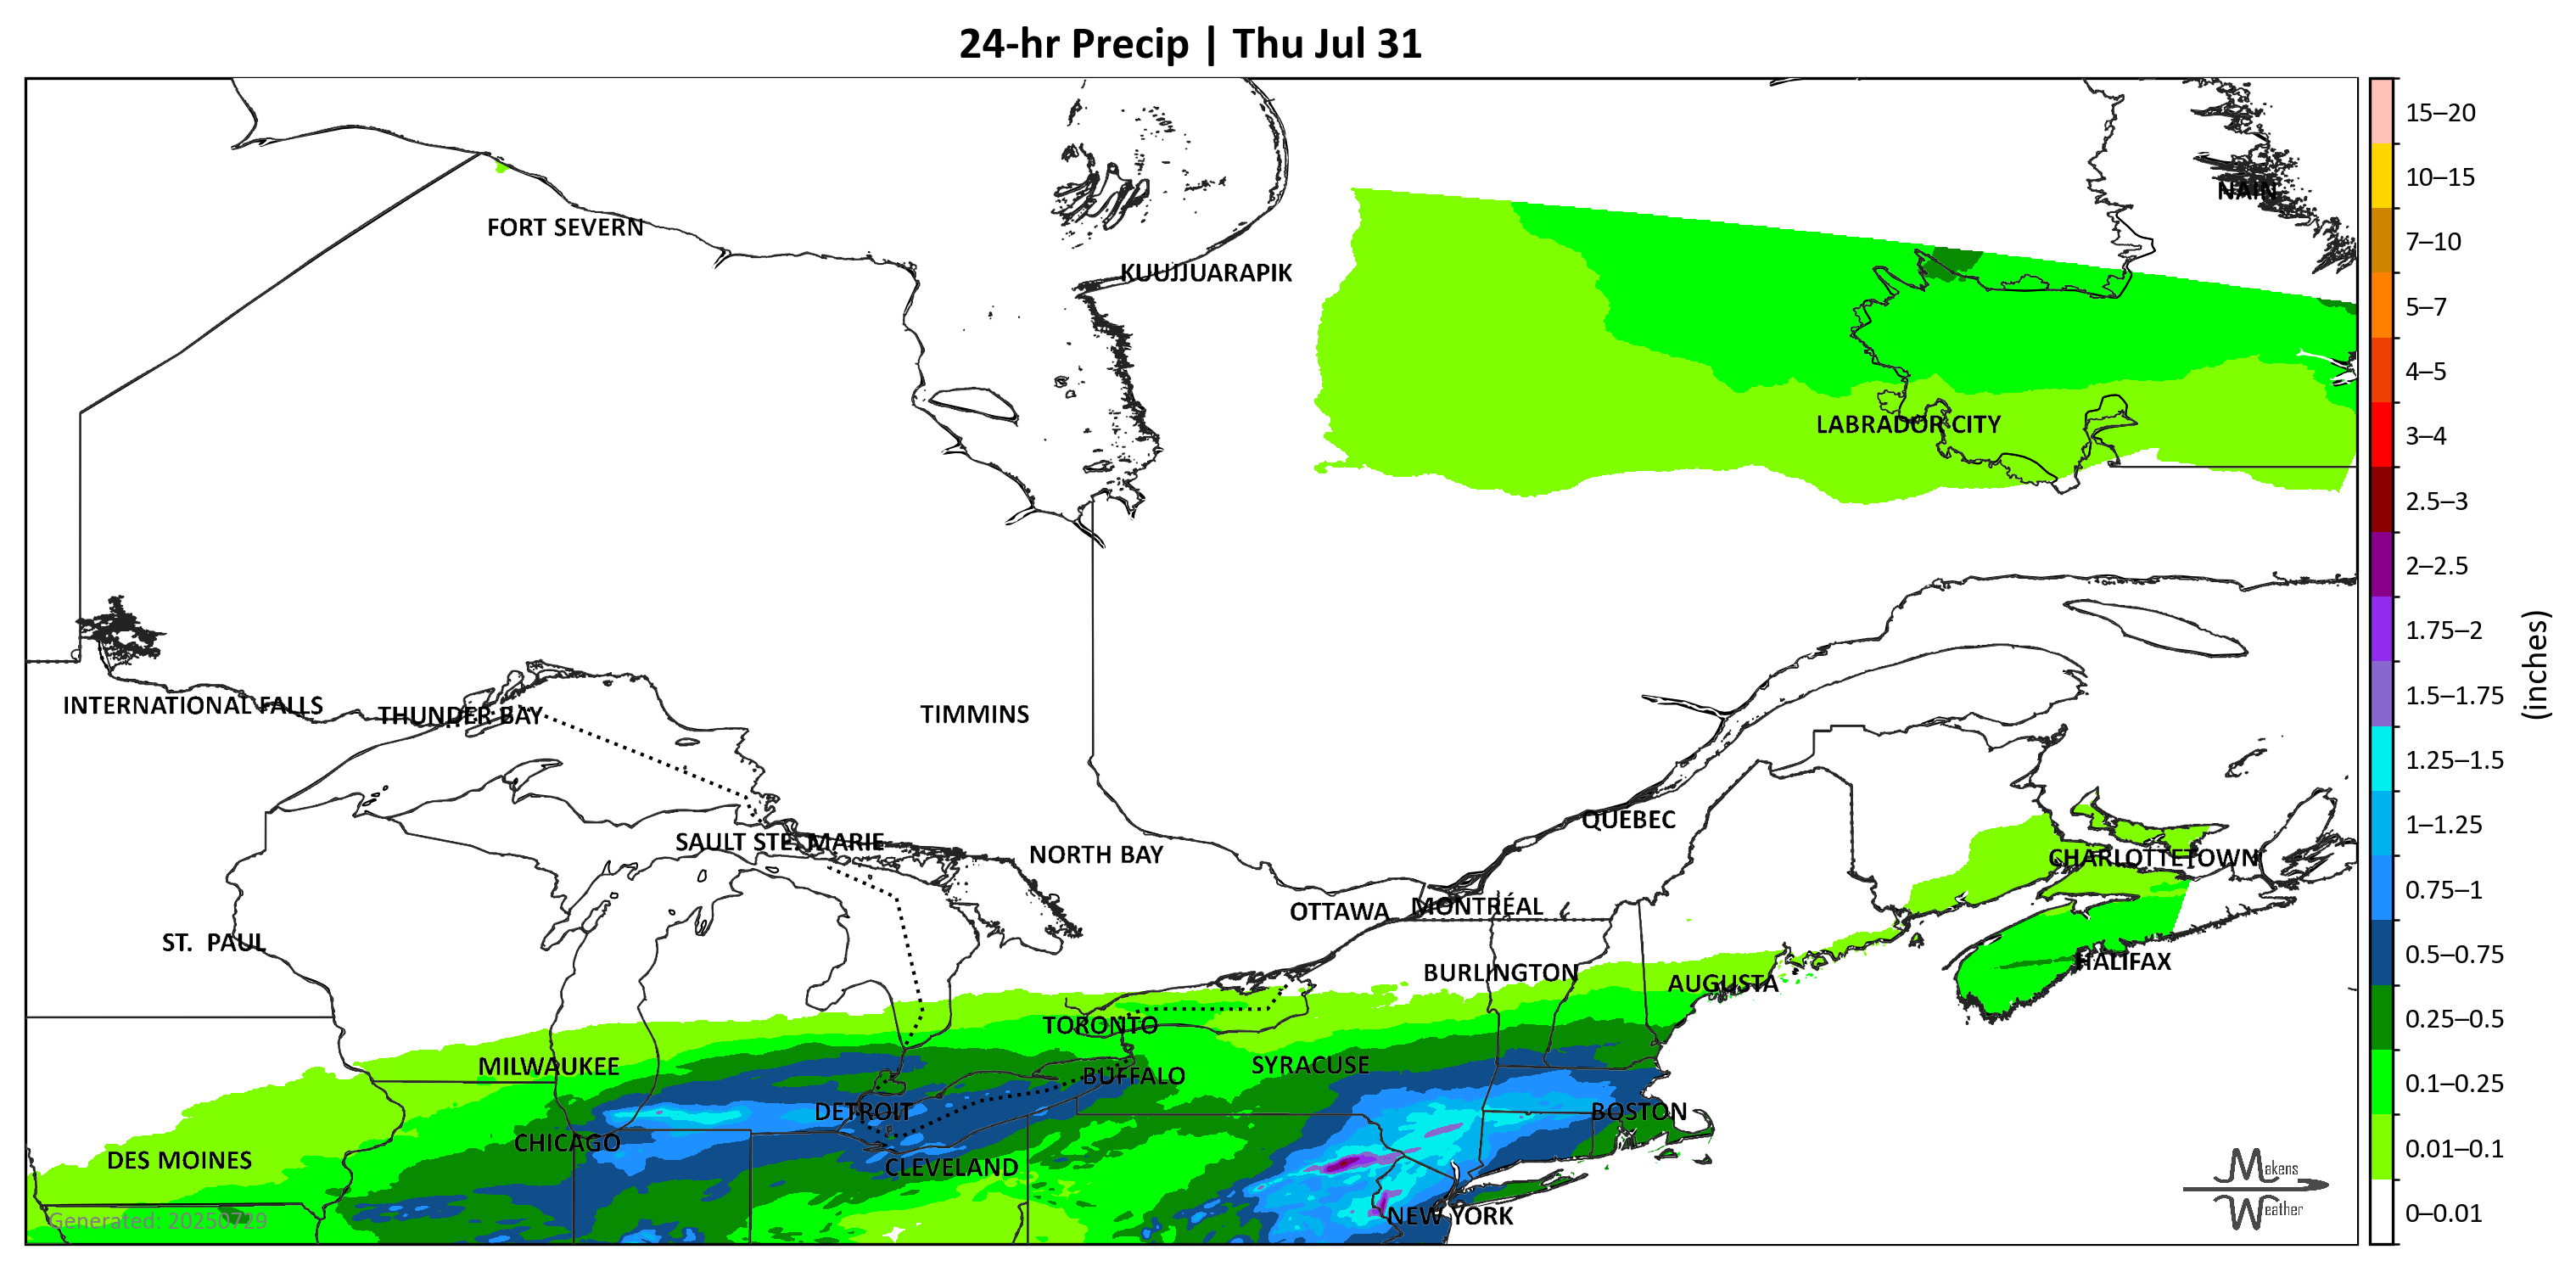 24-hr Precip | Thu Jul 31
15–20
10–15
NAIN
FORT SEVERN
7–10
KUUJJUARAPIK
5–7
4–5
LABRADOR CITY
3–4
2.5–3
2–2.5
1.75–2
(inches)
1.5–1.75
INTERNATIONAL FALLS
THUNDER BAY
TIMMINS
1.25–1.5
QUEBEC
1–1.25
SAULT STE. MARIE
NORTH BAY
CHARLOTTETOWN
0.75–1
OTTAWA
MONTRÉAL
ST. PAUL
0.5–0.75
HALIFAX
BURLINGTON
AUGUSTA
0.25–0.5
TORONTO
MILWAUKEE
SYRACUSE
BUFFALO
0.1–0.25
DETROIT
BOSTON
CHICAGO
0.01–0.1
DES MOINES
CLEVELAND
Makens
Weather
NEW YORK
0–0.01
Generated: 20250729